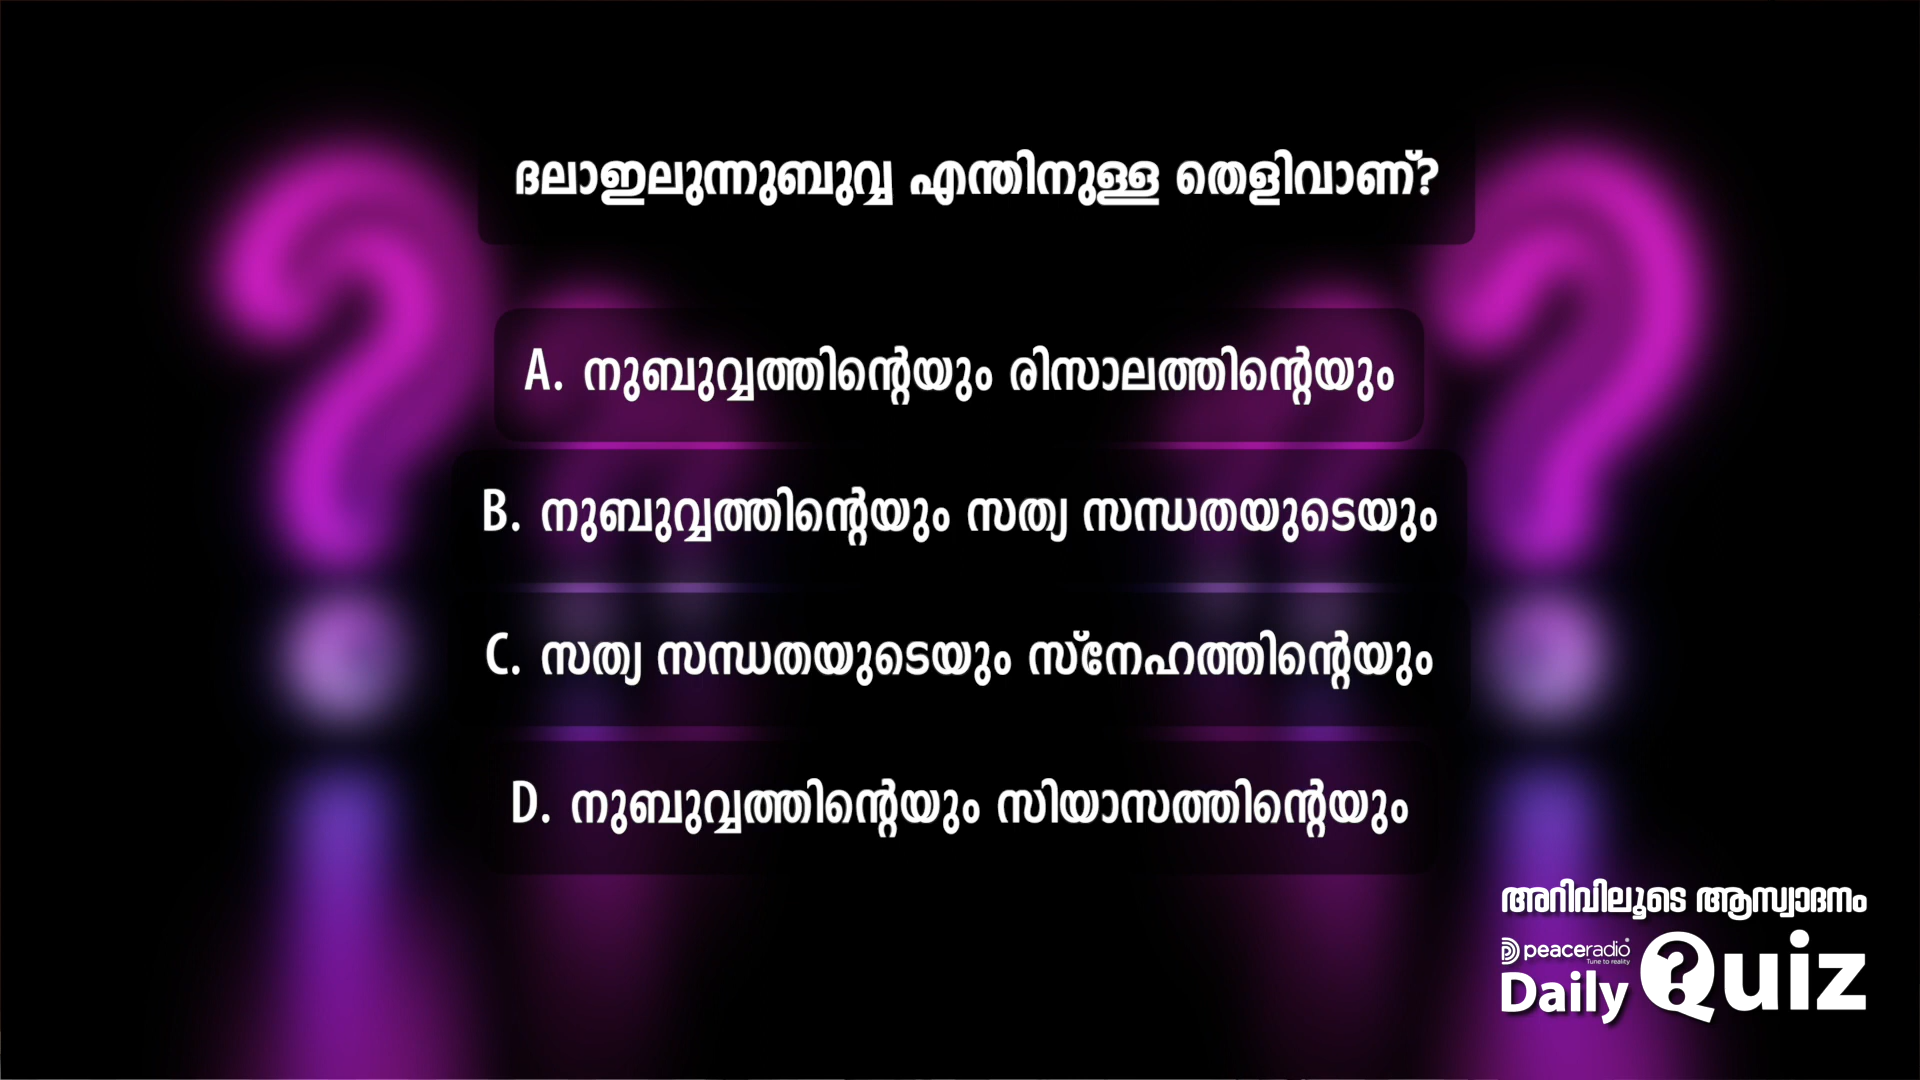 ദലാഇലുന്നുബുവ്വ എന്തിനുള്ള തെളിവാണ്?
A. നുബുവ്വത്തിന്റെയും രിസാലത്തിന്റെയും
B. നുബുവ്വത്തിന്റെയും സത്യ സന്ധതയുടെയും
C. സത്യ സന്ധതയുടെയും സ്നേഹത്തിന്റെയും
D. നുബുവ്വത്തിന്റെയും സിയാസത്തിന്റെയും
അറിവിലൂടെ ആസ്വാദനം
peaceradio
Tune to reality
Daily Quiz